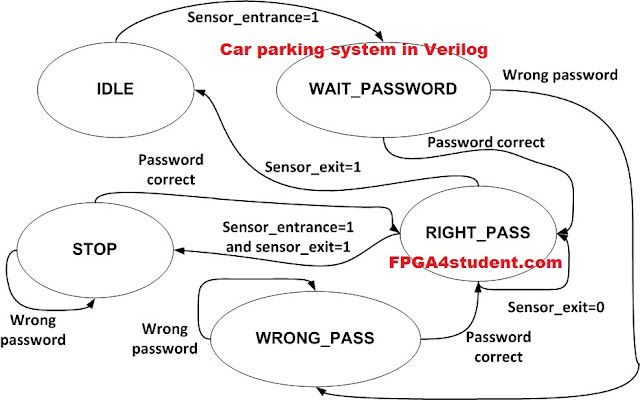 Sensor_entrance=1
Car parking system in Verilog
IDLE
WAIT_PASSWORD
Wrong password
Password correct
Sensor_exit=1
Password
correct
Sensor_entrance=1
and sensor_exit=1
STOP
RIGHT_PASS
FPGA4student.com
Sensor_exit=0
Wrong
password
Wrong
password
WRONG_PASS
Password
correct